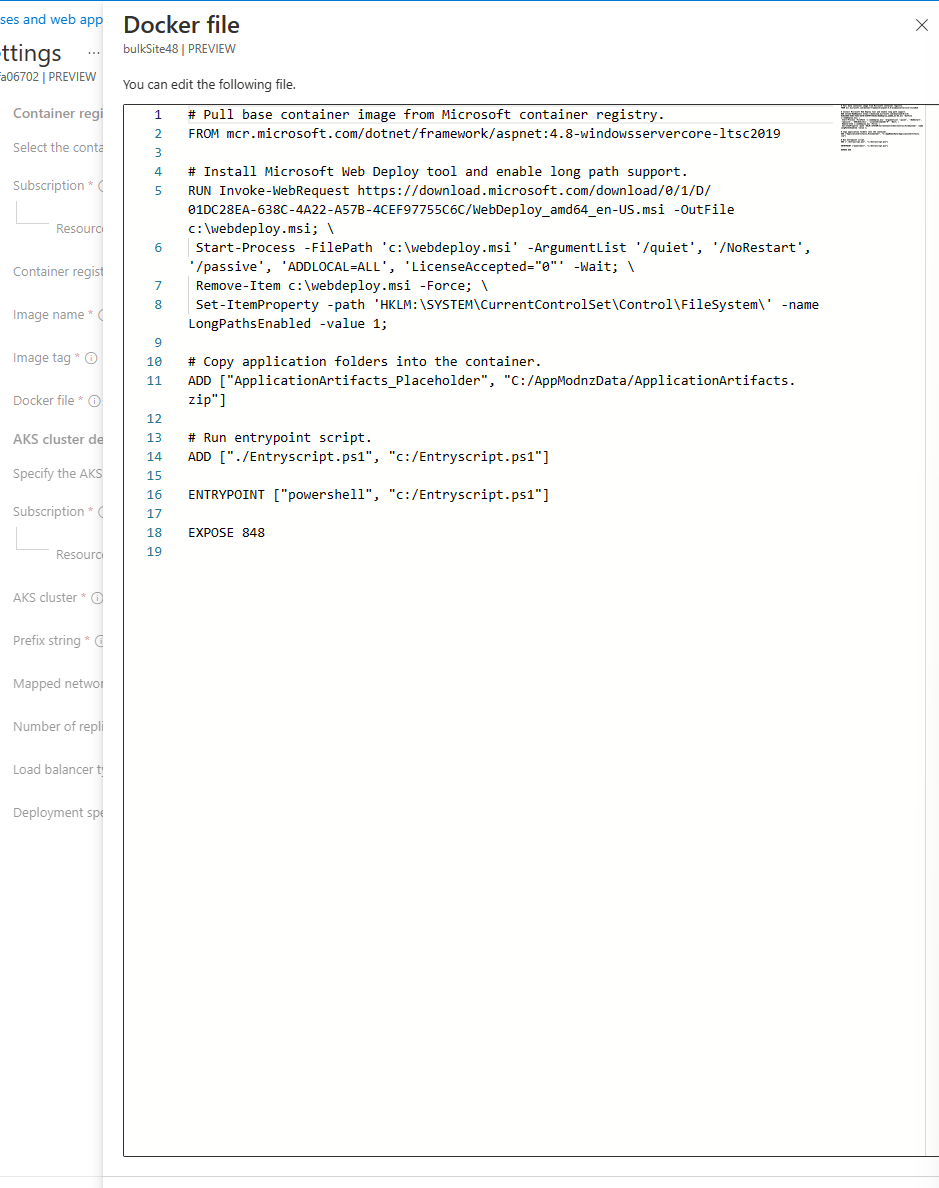 ses and web app
ttings ...
fa06702 | PREVIEW
Container regi
Select the conta
Subscription *
Resourc
Container regist
Image name *
Image tag *
Docker file *
AKS cluster de
Specify the AKS
Subscription *
Resourc
AKS cluster *
Prefix string *
Mapped networ
Number of repli
Load balancer ty
Deployment spe
Docker file
bulkSite48 | PREVIEW
You can edit the following file.
1 # Pull base container image from Microsoft container registry.
2 FROM mcr.microsoft.com/dotnet/framework/aspnet:4.8-windowsservercore-ltsc2019
3
4 # Install Microsoft Web Deploy tool and enable long path support.
5 RUN Invoke-WebRequest https://download.microsoft.com/download/0/1/D/
01DC28EA-638C-4A22-A57B-4CEF97755C6C/WebDeploy_amd64_en-US.msi -OutFile
c:\webdeploy.msi; \
6 Start-Process -FilePath 'c:\webdeploy.msi' -ArgumentList '/quiet', '/NoRestart',
'/passive', 'ADDLOCAL=ALL', 'LicenseAccepted="0"' -Wait; \
7 Remove-Item c:\webdeploy.msi -Force; \
8 Set-ItemProperty -path 'HKLM:\SYSTEM\CurrentControlSet\Control\FileSystem\' -name
LongPathsEnabled -value 1;
9
10 # Copy application folders into the container.
11 ADD ["ApplicationArtifacts_Placeholder", "C:/AppModnzData/ApplicationArtifacts.
zip"]
12
13 # Run entrypoint script.
14 ADD ["./Entryscript.ps1", "c:/Entryscript.ps1"]
15
16 ENTRYPOINT ["powershell", "c:/Entryscript.ps1"]
17
18 EXPOSE 848
19